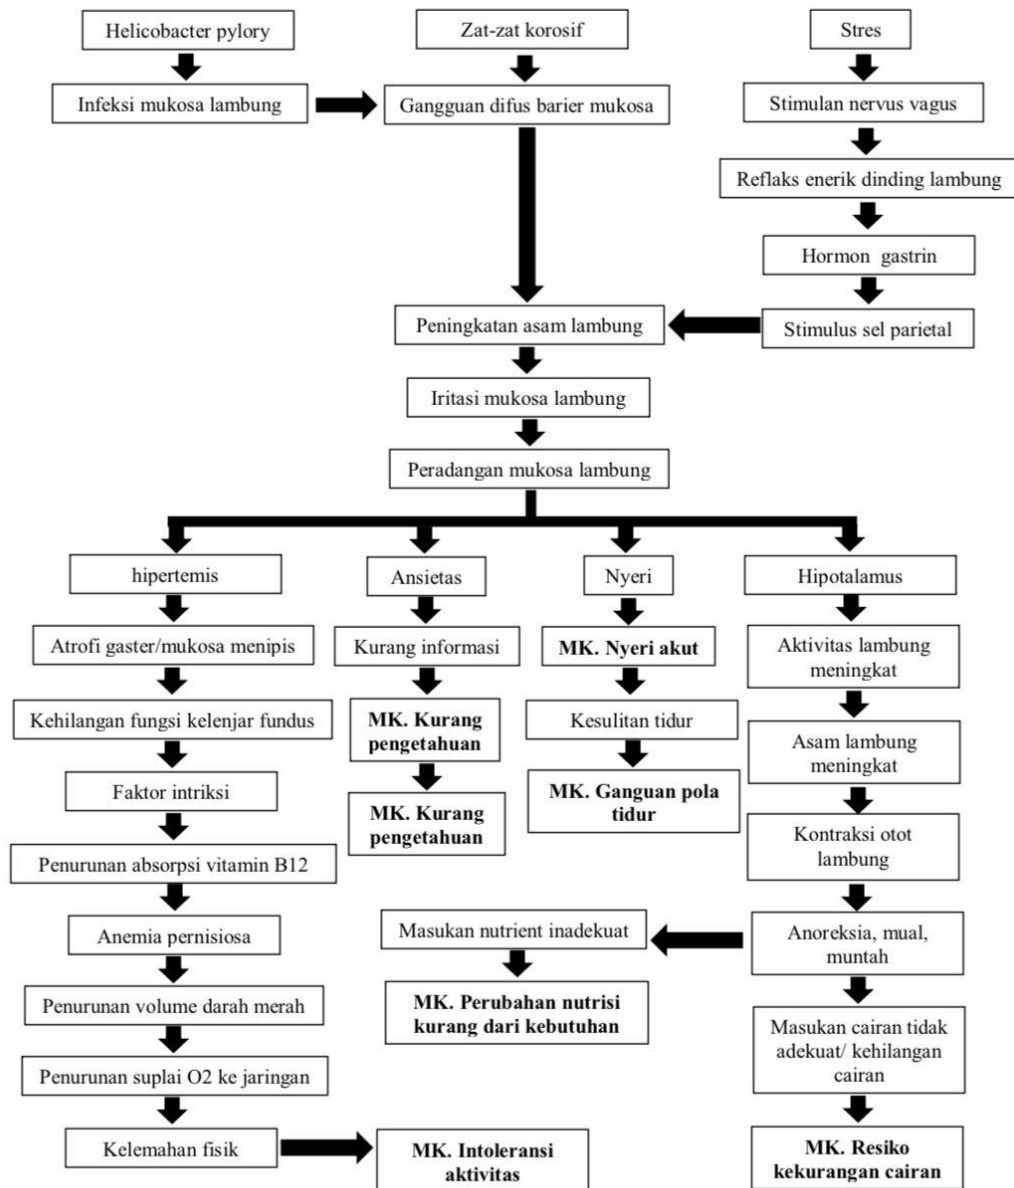 Helicobacter pylory
Zat-zat korosif
Stres
Infeksi mukosa lambung
Gangguan difus barier mukosa
Stimulan nervus vagus
Reflaks enerik dinding lambung
Hormon gastrin
Peningkatan asam lambung
Stimulus sel parietal
Iritasi mukosa lambung
Peradangan mukosa lambung
hipertemis
Ansietas
Nyeri
Hipotalamus
Atrofi gaster/mukosa menipis
Kurang informasi
MK. Nyeri akut
Aktivitas lambung
meningkat
Kehilangan fungsi kelenjar fundus
MK. Kurang
pengetahuan
Kesulitan tidur
Asam lambung
meningkat
Faktor intriksi
MK. Kurang
pengetahuan
MK. Ganguan pola
tidur
Kontraksi otot
lambung
Penurunan absorpsi vitamin B12
Anemia pernisiosa
Masukan nutrient inadekuat
Anoreksia, mual,
muntah
Penurunan volume darah merah
MK. Perubahan nutrisi
kurang dari kebutuhan
Masukan cairan tidak
adekuat/ kehilangan
cairan
Penurunan suplai O2 ke jaringan
Kelemahan fisik
MK. Intoleransi
aktivitas
MK. Resiko
kekurangan cairan